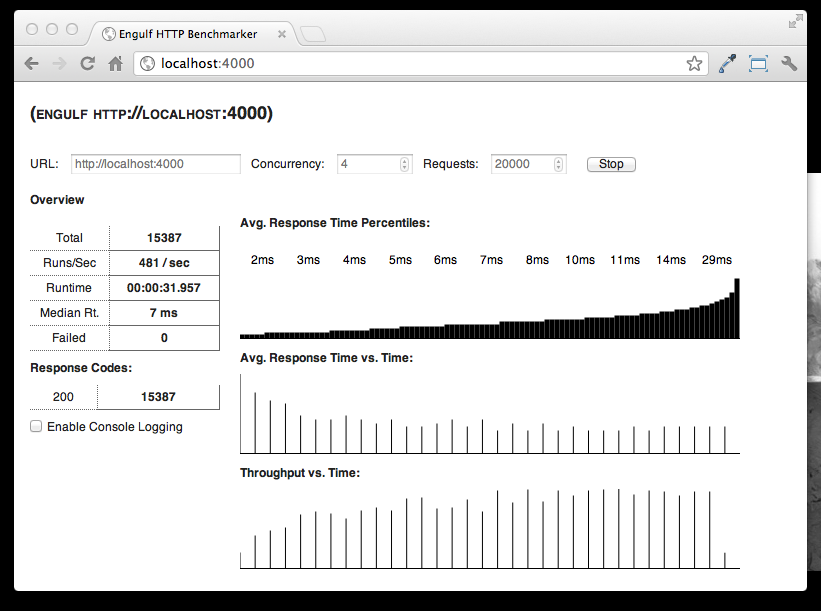 Engulf HTTP Benchmarker
localhost:4000
(ENGULF HTTP://LOCALHOST:4000)
URL: http://localhost:4000 Concurrency: 4 Requests: 20000 Stop
Overview
Total 15387
Runs/Sec 481 / sec
Runtime 00:00:31.957
Median Rt. 7 ms
Failed 0
Response Codes:
200 15387
Enable Console Logging
Avg. Response Time Percentiles:
2ms 3ms 4ms 5ms 6ms 7ms 8ms 10ms 11ms 14ms 29ms
Avg. Response Time vs. Time:
Throughput vs. Time: